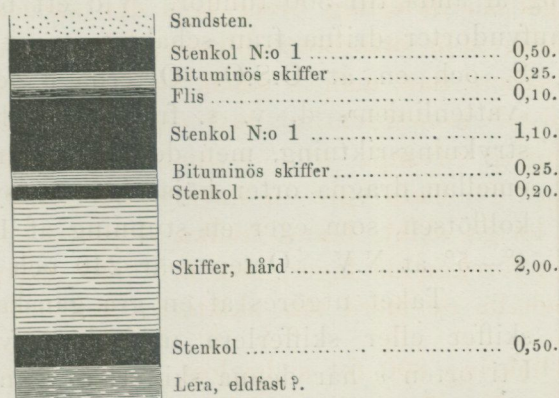 Sandsten.
Stenkol N:o 1 0,50.
Bituminös skiffer 0,25.
Flis 0,10.
Stenkol N:o 1 1,10.
Bituminös skiffer 0,25.
Stenkol 0,20.
Skiffer, hård 2,00.
Stenkol 0,50.
Lera, eldfast?.